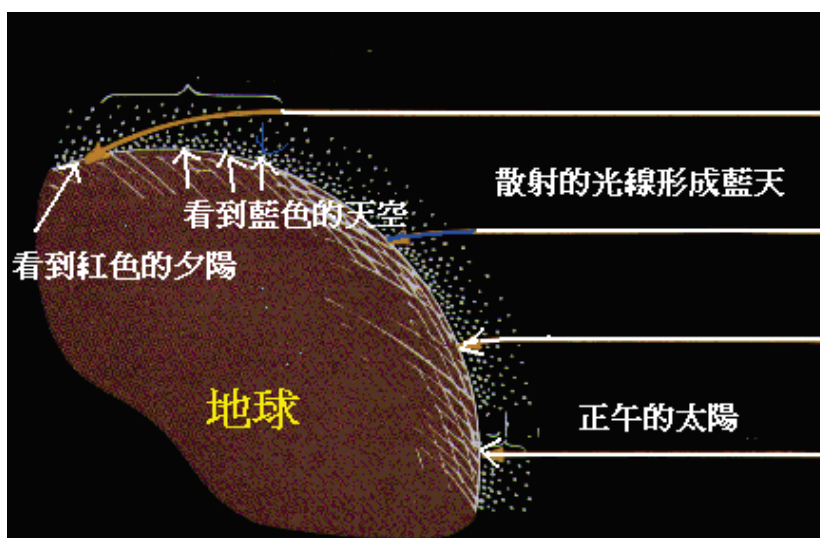 散射的光線形成藍天
看到藍色的天空
看到紅色的夕陽
地球
正午的太陽